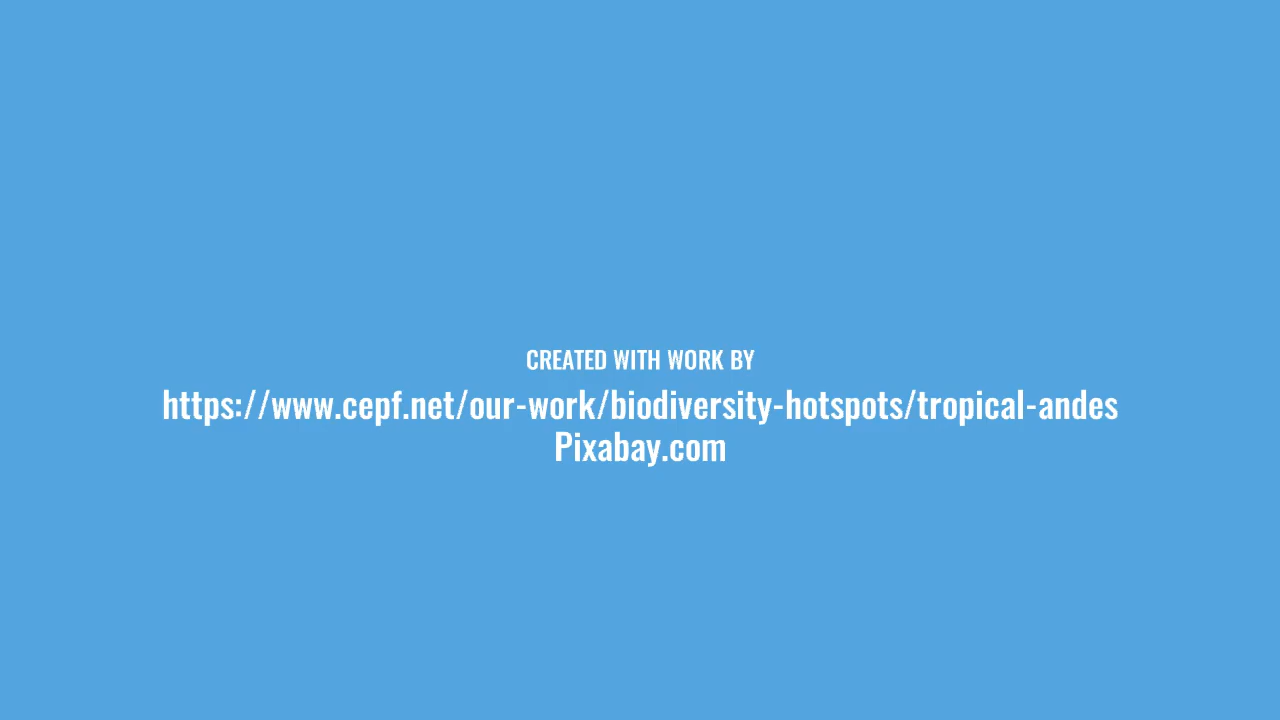 CREATED WITH WORK BY
https://www.cepf.net/our-work/biodiversity-hotspots/tropical-andes
Pixabay.com